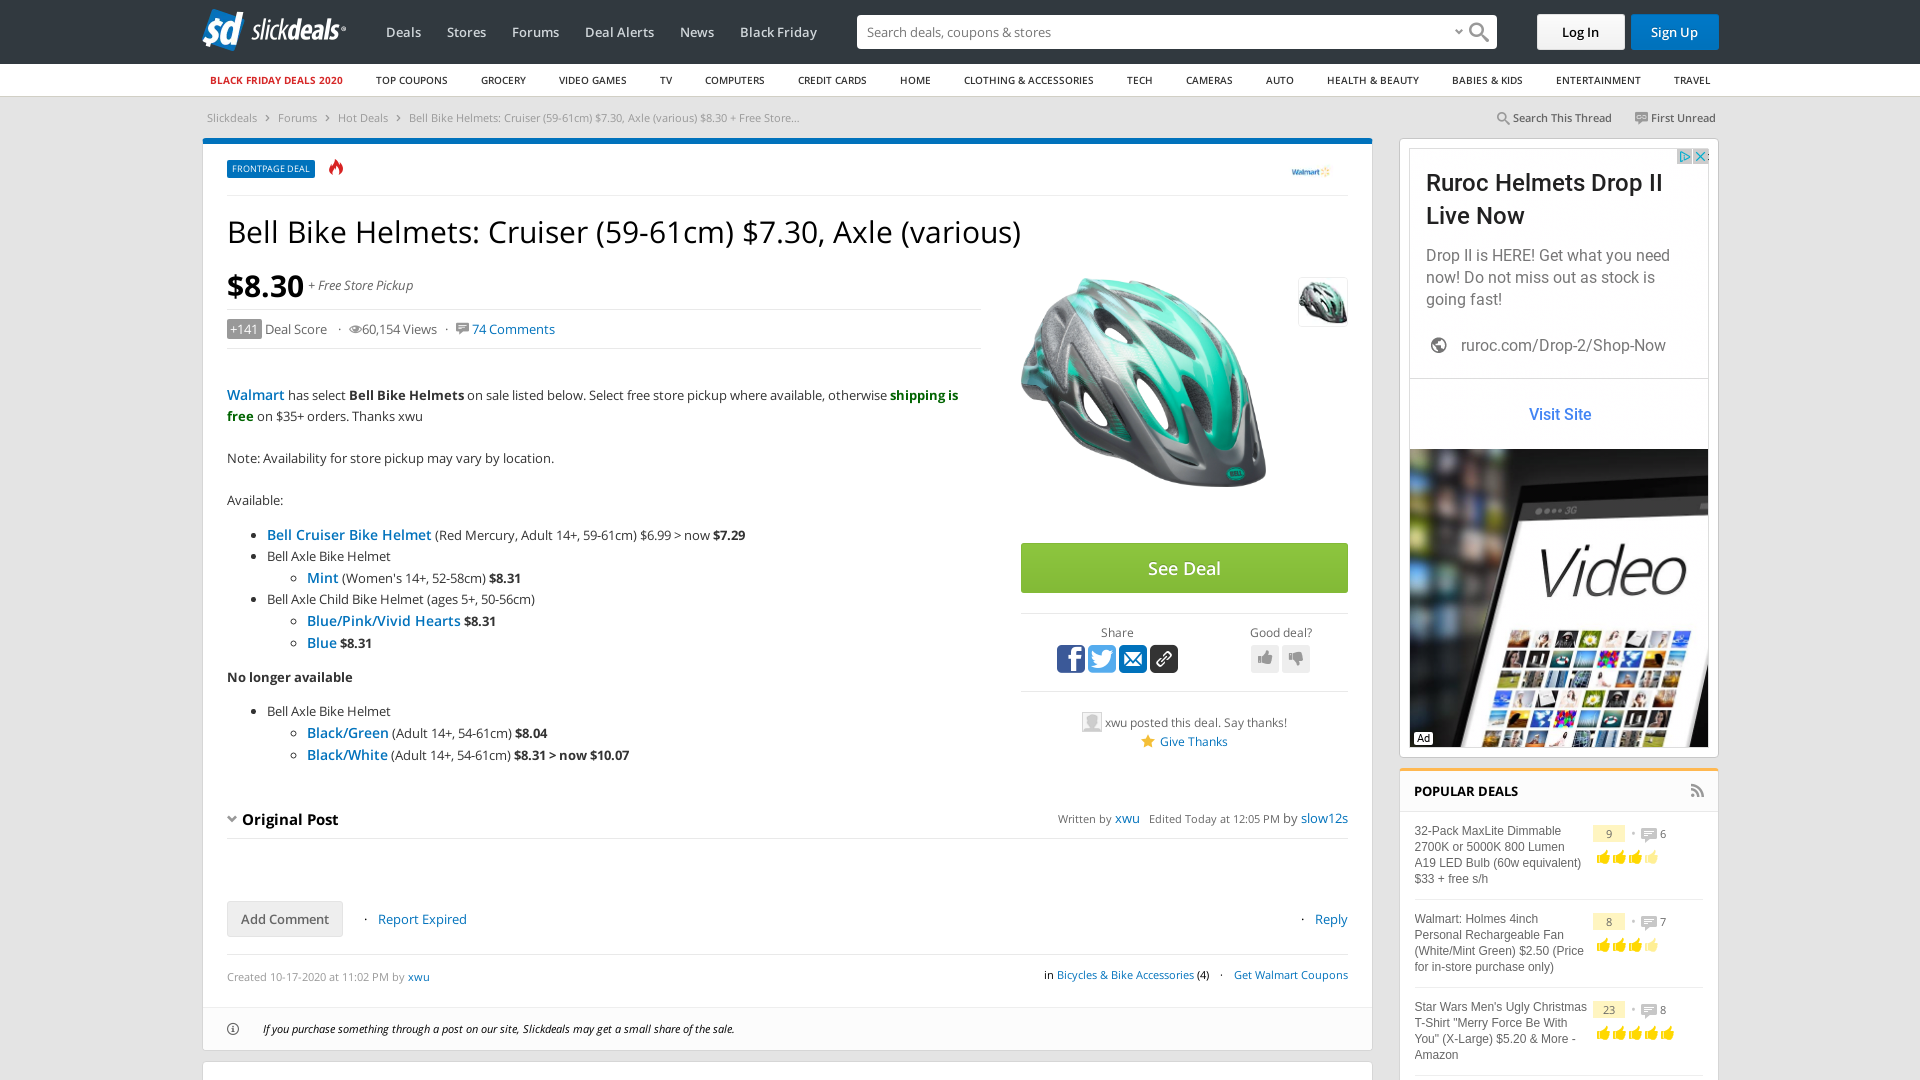 slickdeals
Deals
Stores
Forums
Deal Alerts
News
Black Friday
Search deals, coupons & stores
Log In
Sign Up
BLACK FRIDAY DEALS 2020
TOP COUPONS
GROCERY
VIDEO GAMES
TV
COMPUTERS
CREDIT CARDS
HOME
CLOTHING & ACCESSORIES
TECH
CAMERAS
AUTO
HEALTH & BEAUTY
BABIES & KIDS
ENTERTAINMENT
TRAVEL
Slickdeals › Forums › Hot Deals › Bell Bike Helmets: Cruiser (59-61cm) $7.30, Axle (various) $8.30 + Free Store...
Search This Thread
First Unread
FRONTPAGE DEAL
Walmart
Bell Bike Helmets: Cruiser (59-61cm) $7.30, Axle (various)
$8.30 + Free Store Pickup
+141 Deal Score · 60,154 Views · 74 Comments
Walmart has select Bell Bike Helmets on sale listed below. Select free store pickup where available, otherwise shipping is
free on $35+ orders. Thanks xwu
Note: Availability for store pickup may vary by location.
Available:
Bell Cruiser Bike Helmet (Red Mercury, Adult 14+, 59-61cm) $6.99 > now $7.29
Bell Axle Bike Helmet
Mint (Women's 14+, 52-58cm) $8.31
Bell Axle Child Bike Helmet (ages 5+, 50-56cm)
Blue/Pink/Vivid Hearts $8.31
Blue $8.31
No longer available
Bell Axle Bike Helmet
Black/Green (Adult 14+, 54-61cm) $8.04
Black/White (Adult 14+, 54-61cm) $8.31 > now $10.07
See Deal
Share
Good deal?
xwu posted this deal. Say thanks!
Give Thanks
Original Post
Written by xwu Edited Today at 12:05 PM by slow12s
Add Comment
· Report Expired
· Reply
Created 10-17-2020 at 11:02 PM by xwu
in Bicycles & Bike Accessories (4) · Get Walmart Coupons
If you purchase something through a post on our site, Slickdeals may get a small share of the sale.
Ruroc Helmets Drop II
Live Now
Drop II is HERE! Get what you need
now! Do not miss out as stock is
going fast!
ruroc.com/Drop-2/Shop-Now
Visit Site
3G
Video
Ad
POPULAR DEALS
32-Pack MaxLite Dimmable
2700K or 5000K 800 Lumen
A19 LED Bulb (60w equivalent)
$33 + free s/h
9 • 6
Walmart: Holmes 4inch
Personal Rechargeable Fan
(White/Mint Green) $2.50 (Price
for in-store purchase only)
8 • 7
Star Wars Men's Ugly Christmas
T-Shirt "Merry Force Be With
You" (X-Large) $5.20 & More -
Amazon
23 • 8